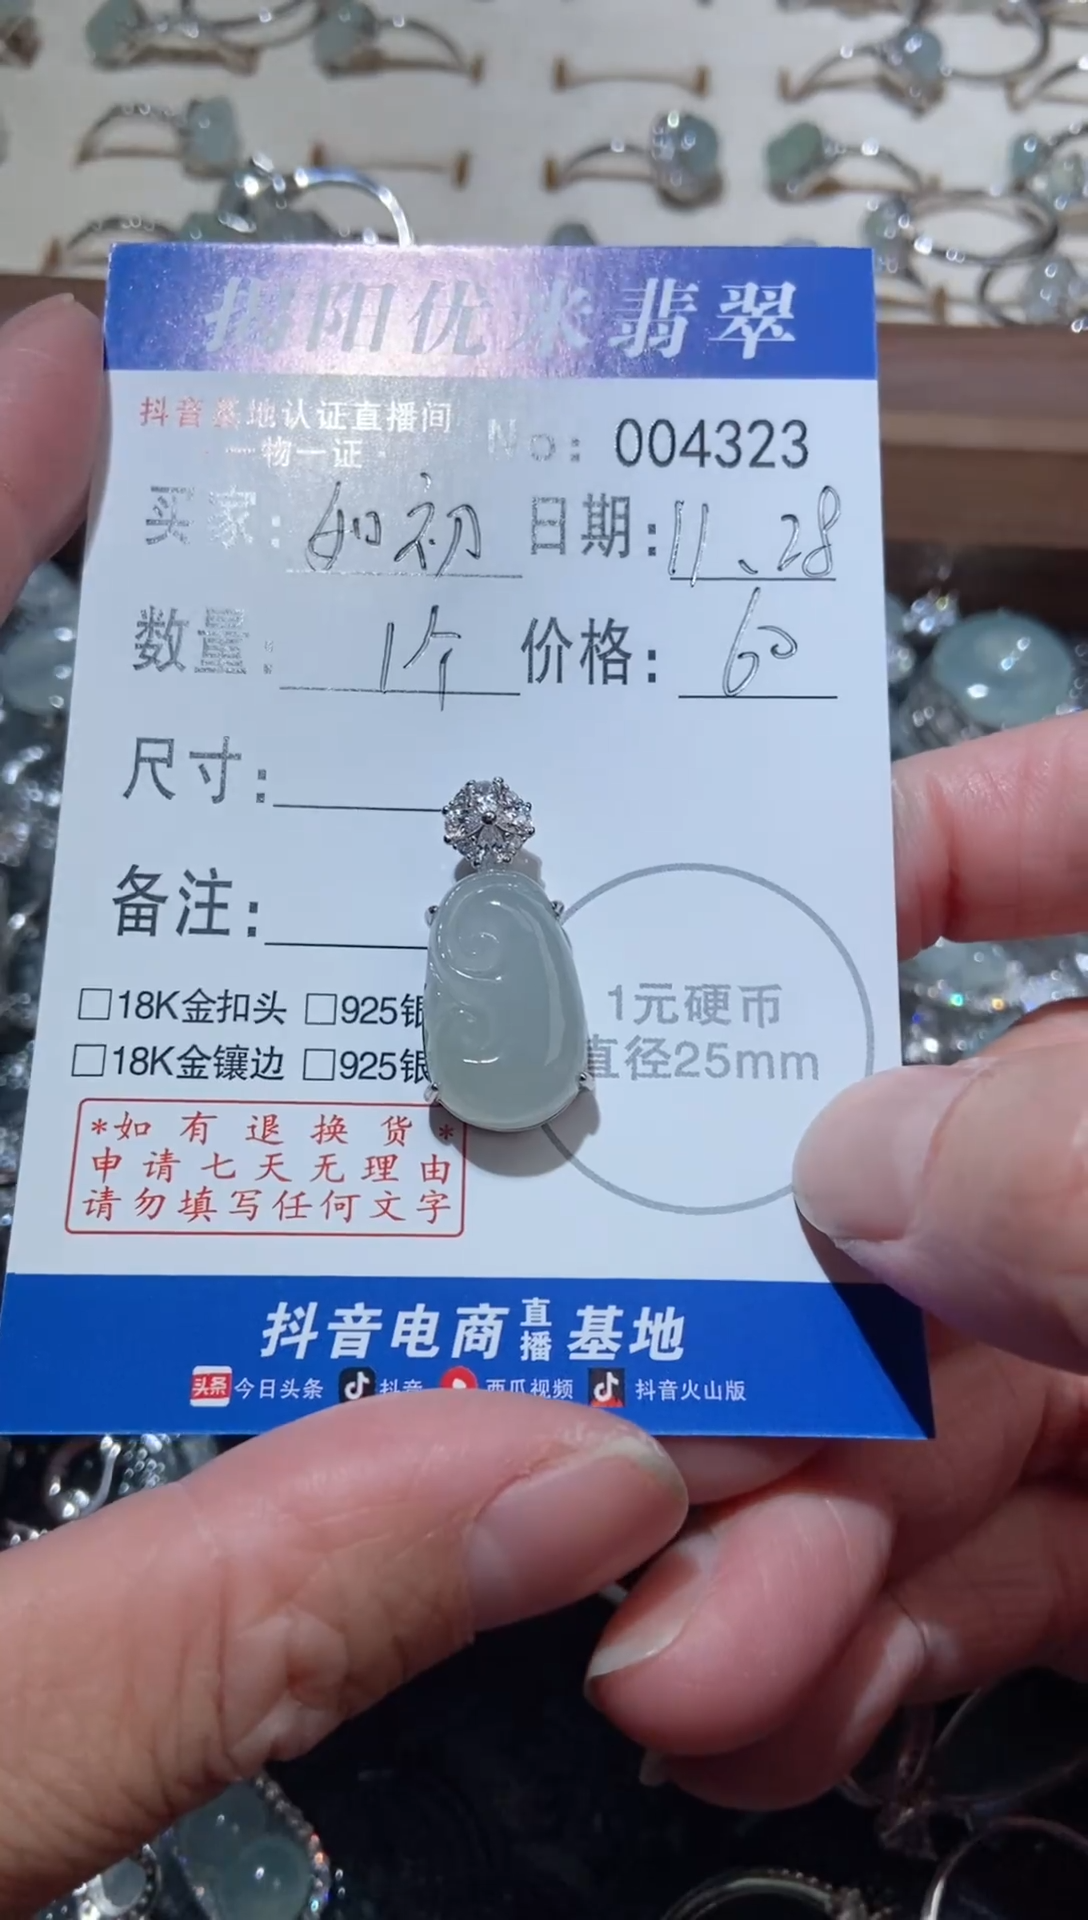 揭阳优米翡翠
抖音基地认证直播间
一物一证
No: 004323
买家: 如初 日期: 11、28
数量: 1个 价格: 60
尺寸:
备注:
□18K金扣头 □925银
□18K金镶边 □925银
1元硬币
直径25mm
*如有退换货*
申请七天无理由
请勿填写任何文字
抖音电商直播基地
头条 今日头条 抖音 西瓜视频 抖音火山版